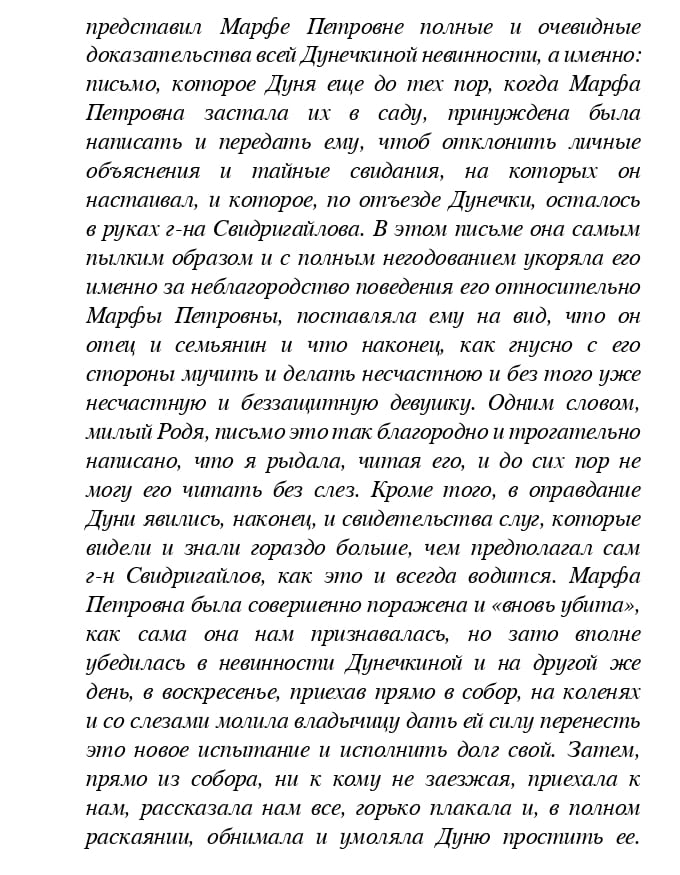 представил Марфе Петровне полные и очевидные
доказательства всей Дунечкиной невинности, а именно:
письмо, которое Дуня еще до тех пор, когда Марфа
Петровна застала их в саду, принуждена была
написать и передать ему, чтоб отклонить личные
объяснения и тайные свидания, на которых он
настаивал, и которое, по отъезде Дунечки, осталось
в руках г-на Свидригайлова. В этом письме она самым
пылким образом и с полным негодованием укоряла его
именно за неблагородство поведения его относительно
Марфы Петровны, поставляла ему на вид, что он
отец и семьянин и что наконец, как гнусно с его
стороны мучить и делать несчастною и без того уже
несчастную и беззащитную девушку. Одним словом,
милый Родя, письмо это так благородно и трогательно
написано, что я рыдала, читая его, и до сих пор не
могу его читать без слез. Кроме того, в оправдание
Дуни явились, наконец, и свидетельства слуг, которые
видели и знали гораздо больше, чем предполагал сам
г-н Свидригайлов, как это и всегда водится. Марфа
Петровна была совершенно поражена и «вновь убита»,
как сама она нам признавалась, но зато вполне
убедилась в невинности Дунечкиной и на другой же
день, в воскресенье, приехав прямо в собор, на коленях
и со слезами молила владычицу дать ей силу перенесть
это новое испытание и исполнить долг свой. Затем,
прямо из собора, ни к кому не заезжая, приехала к
нам, рассказала нам все, горько плакала и, в полном
раскаянии, обнимала и умоляла Дуню простить ее.